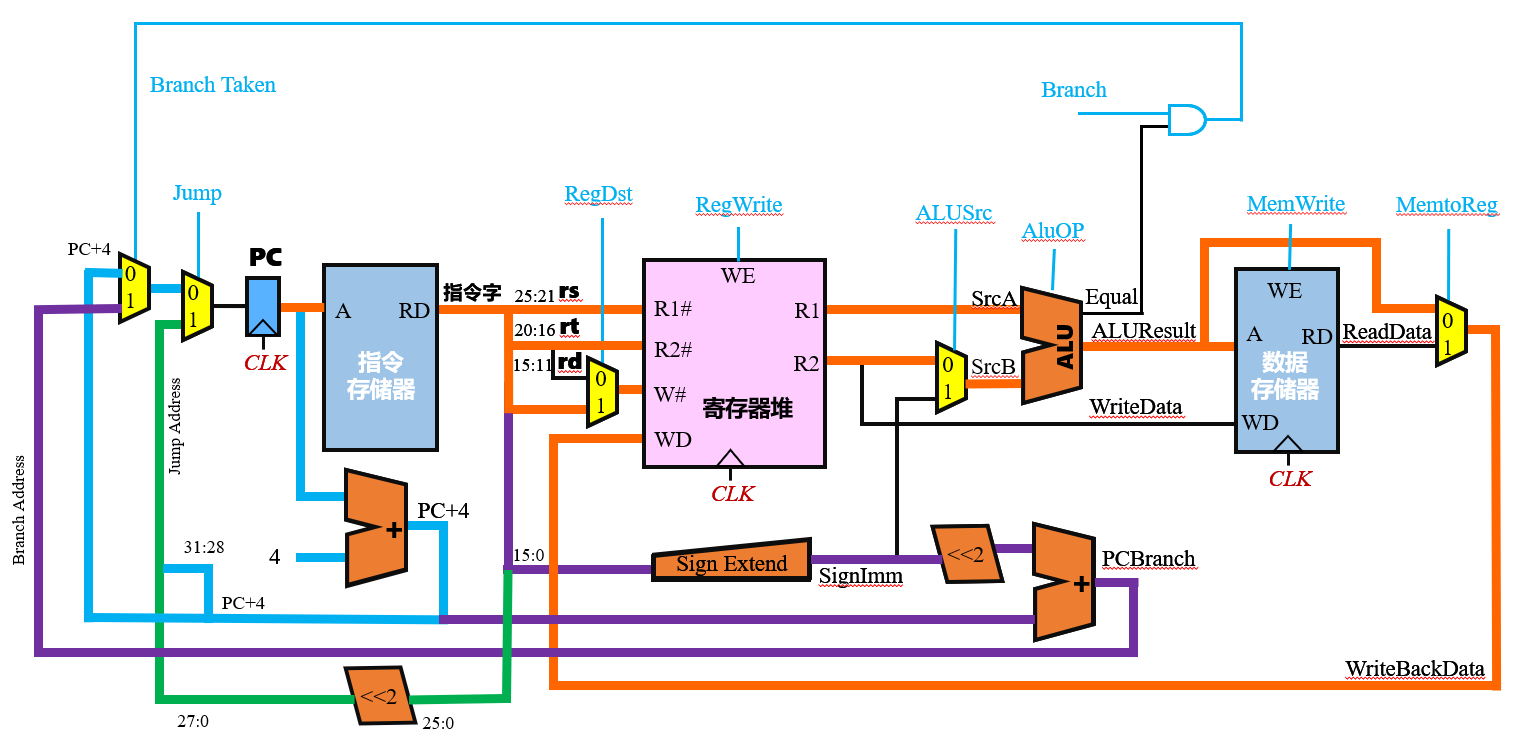 Branch Taken
Branch
Jump
RegDst
RegWrite
ALUSrc
AluOP
MemWrite
MemtoReg
PC+4
0
1
0
1
PC
CLK
A
RD
指令
存储器
指令字
25:21 rs
20:16 rt
15:11 rd
0
1
WE
R1#
R2#
W#
WD
R1
R2
寄存器堆
CLK
0
1
SrcA
SrcB
ALU
Equal
ALUResult
WriteData
WE
A
RD
数据
存储器
WD
CLK
ReadData
0
1
Jump Address
Branch Address
31:28
4
+
PC+4
PC+4
15:0
Sign Extend
SignImm
<<2
+
PCBranch
WriteBackData
<<2
27:0
25:0